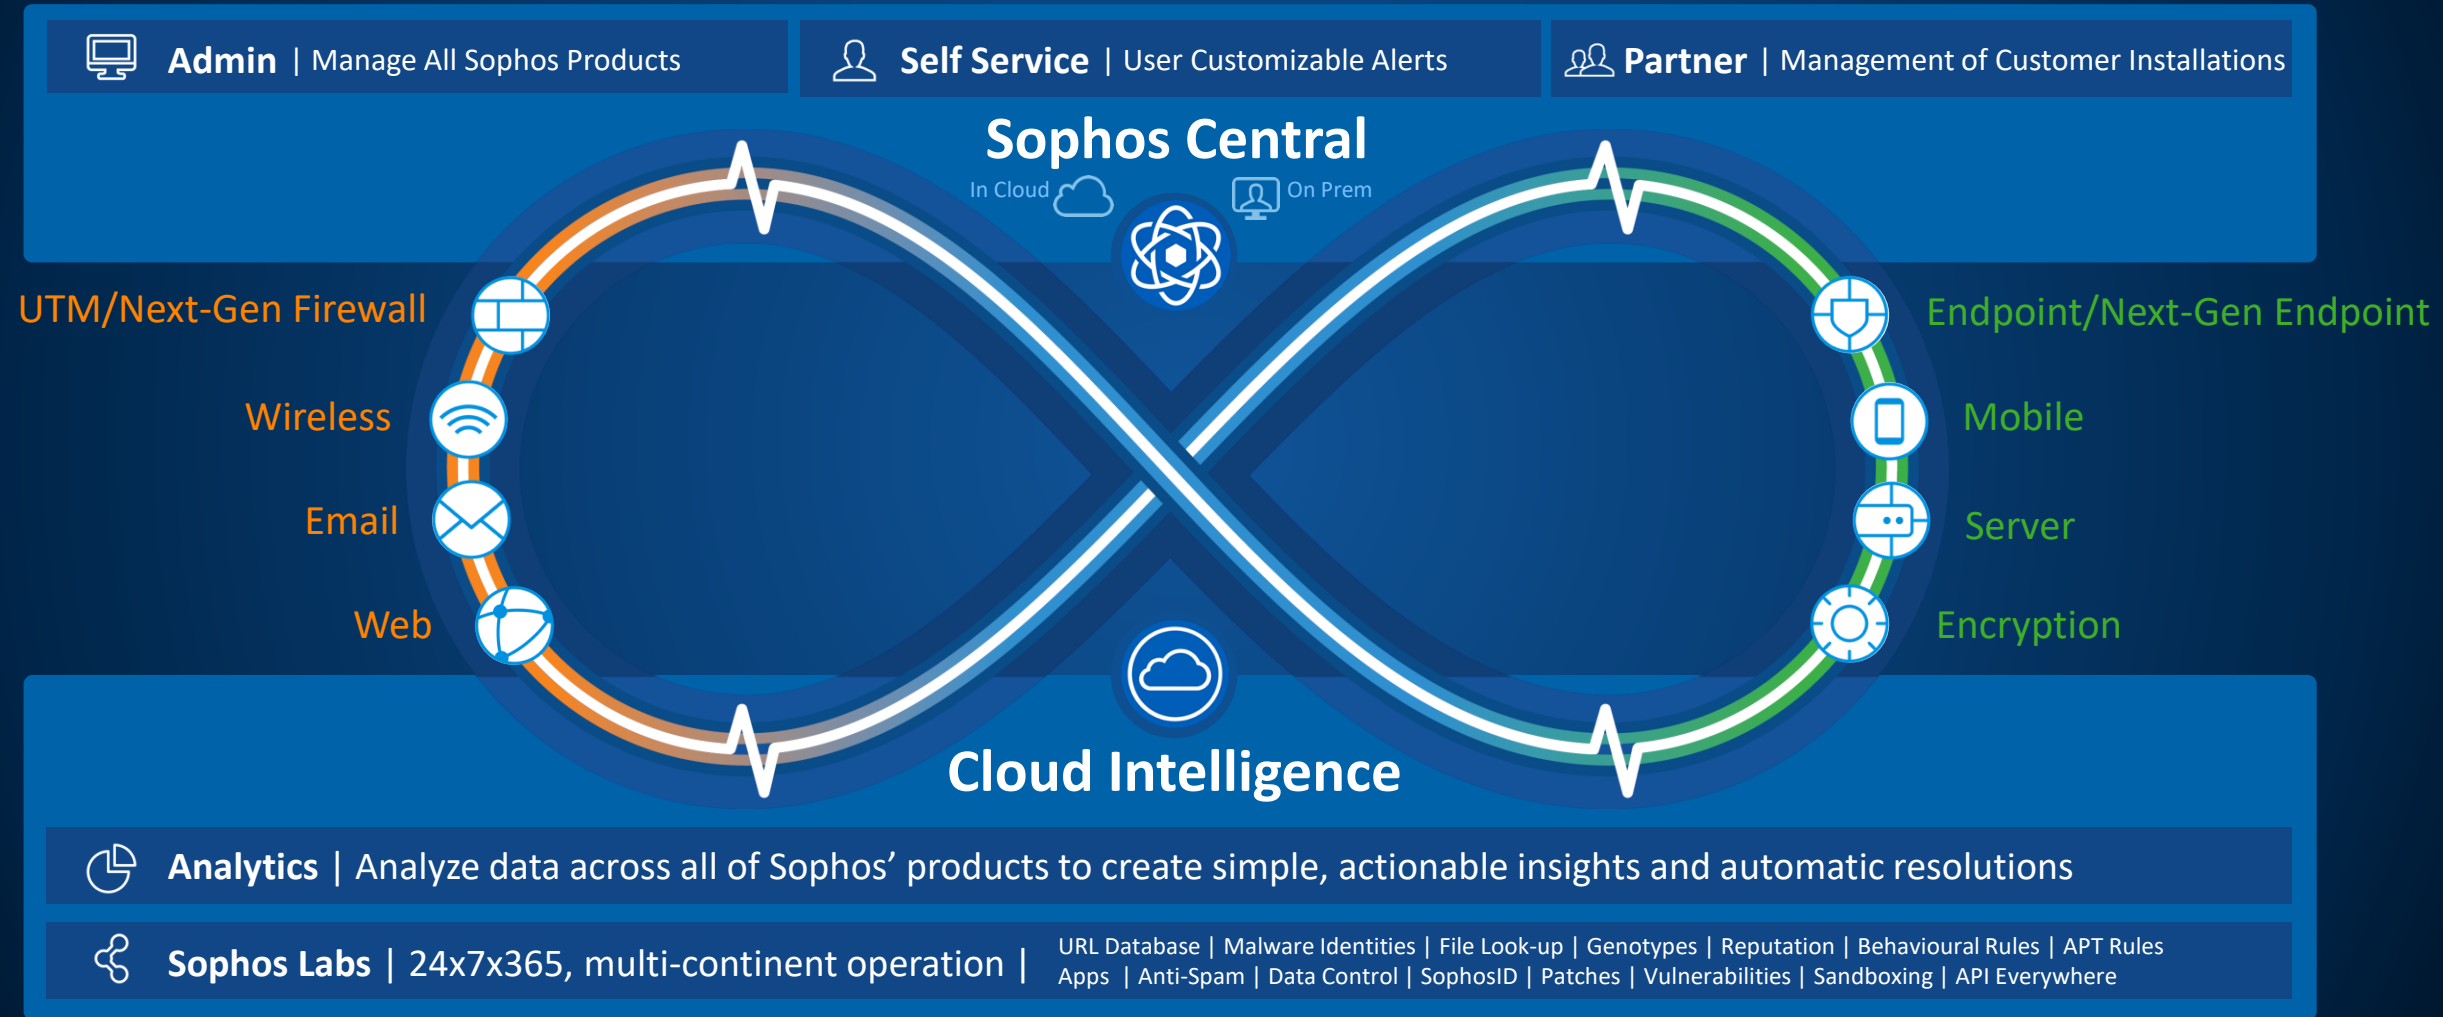 Admin | Manage All Sophos Products
Self Service | User Customizable Alerts
Partner | Management of Customer Installations
Sophos Central
In Cloud
On Prem
UTM/Next-Gen Firewall
Wireless
Email
Web
Endpoint/Next-Gen Endpoint
Mobile
Server
Encryption
Cloud Intelligence
Analytics | Analyze data across all of Sophos’ products to create simple, actionable insights and automatic resolutions
Sophos Labs | 24x7x365, multi-continent operation |
URL Database | Malware Identities | File Look-up | Genotypes | Reputation | Behavioural Rules | APT Rules
Apps | Anti-Spam | Data Control | SophosID | Patches | Vulnerabilities | Sandboxing | API Everywhere